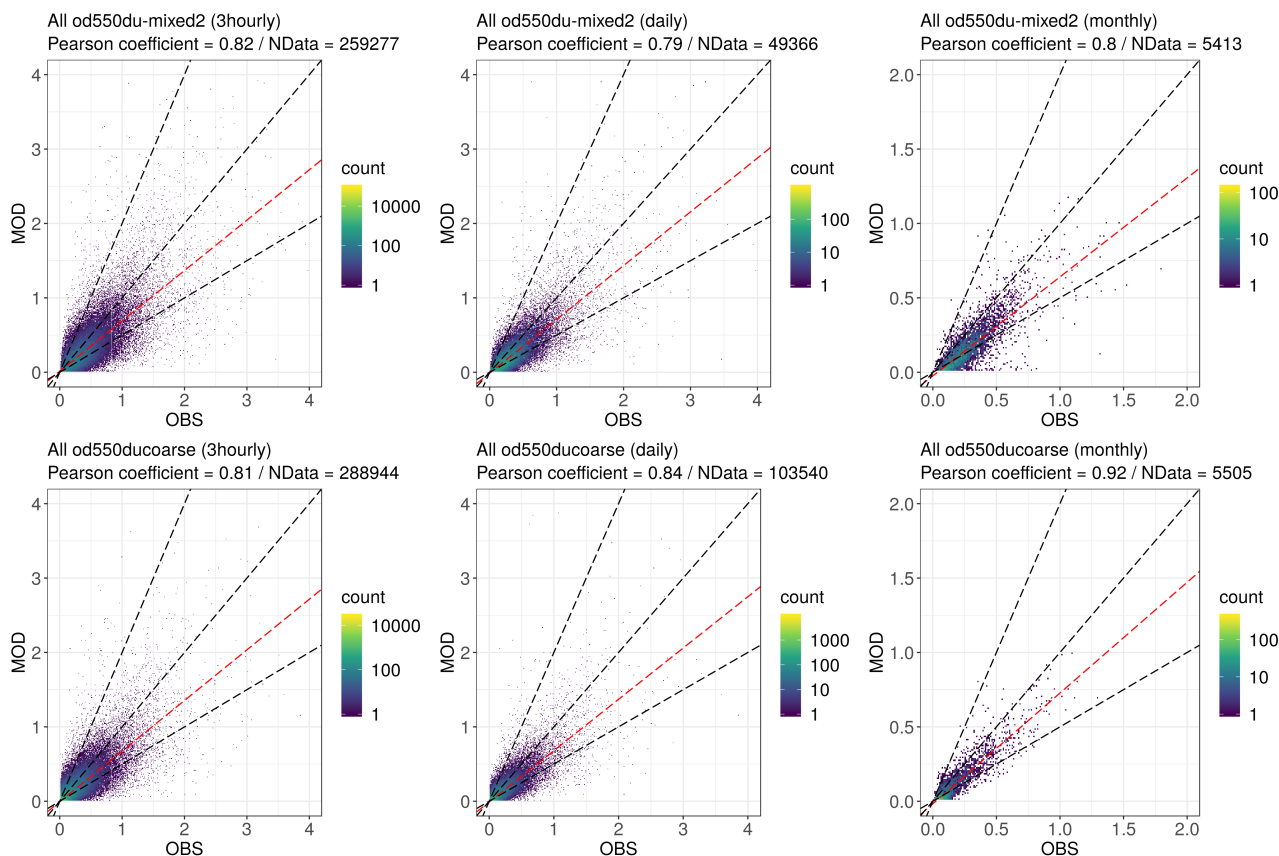 All od550du-mixed2 (3hourly)
Pearson coefficient = 0.82 / NData = 259277
4
3
2
1
0
MOD
0 1 2 3 4
OBS
count
10000
100
1
All od550du-mixed2 (daily)
Pearson coefficient = 0.79 / NData = 49366
4
3
2
1
0
MOD
0 1 2 3 4
OBS
count
100
10
1
All od550du-mixed2 (monthly)
Pearson coefficient = 0.8 / NData = 5413
2.0
1.5
1.0
0.5
0.0
MOD
0.0 0.5 1.0 1.5 2.0
OBS
count
100
10
1
All od550ducoarse (3hourly)
Pearson coefficient = 0.81 / NData = 288944
4
3
2
1
0
MOD
0 1 2 3 4
OBS
count
10000
100
1
All od550ducoarse (daily)
Pearson coefficient = 0.84 / NData = 103540
4
3
2
1
0
MOD
0 1 2 3 4
OBS
count
1000
100
10
1
All od550ducoarse (monthly)
Pearson coefficient = 0.92 / NData = 5505
2.0
1.5
1.0
0.5
0.0
MOD
0.0 0.5 1.0 1.5 2.0
OBS
count
100
10
1